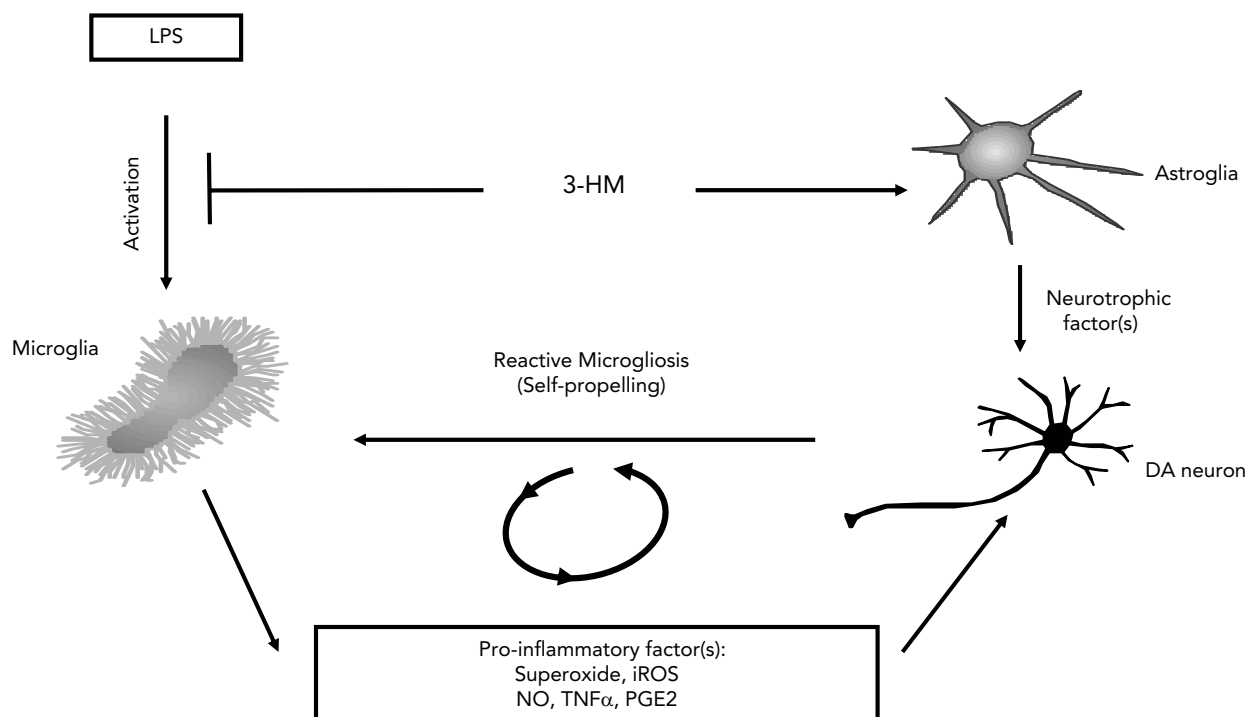 LPS
Activation
3-HM
Astroglia
Neurotrophic
factor(s)
Microglia
Reactive Microgliosis
(Self-propelling)
DA neuron
Pro-inflammatory factor(s):
Superoxide, iROS
NO, TNFα, PGE2